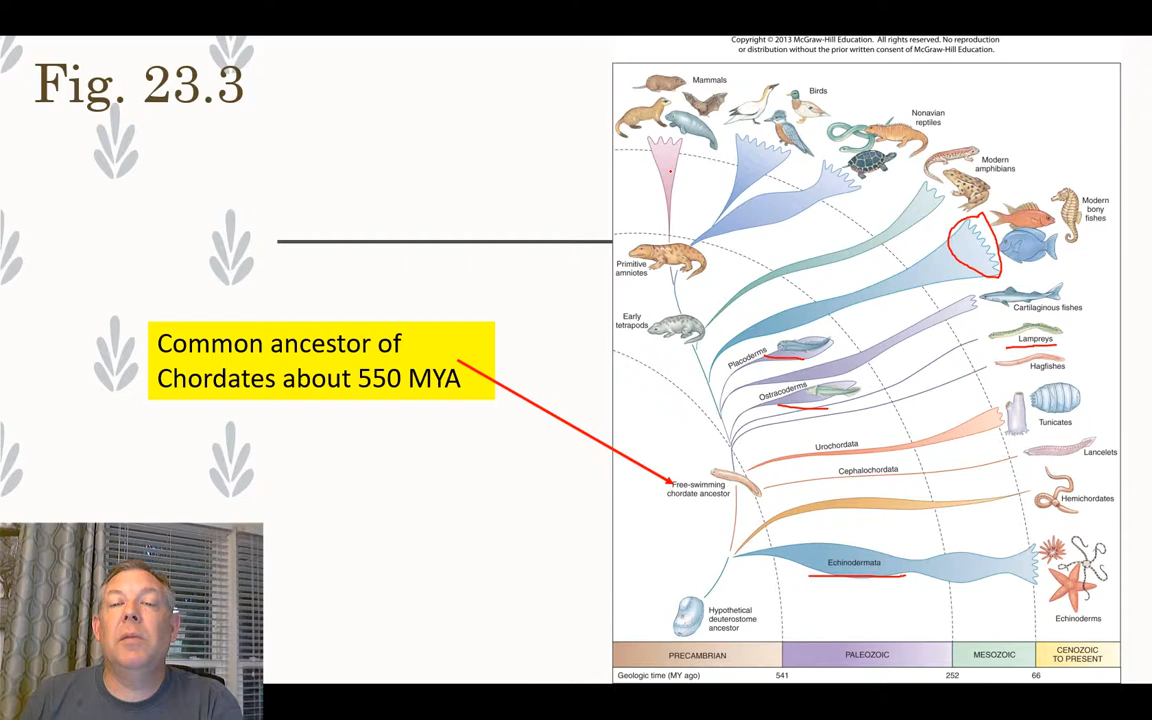 Copyright © 2013 McGraw-Hill Education. All rights reserved. No reproduction
or distribution without the prior written consent of McGraw-Hill Education.
Fig. 23.3
Mammals
Birds
Nonavian
reptiles
Modern
amphibians
Modern
bony
fishes
Primitive
amniotes
Cartilaginous fishes
Early
tetrapods
Lampreys
Common ancestor of
Chordates about 550 MYA
Placoderms
Hagfishes
Ostracoderms
Tunicates
Urochordata
Lancelets
Cephalochordata
Free-swimming
chordate ancestor
Hemichordates
Echinodermata
Hypothetical
deuterostome
ancestor
Echinoderms
PRECAMBRIAN
PALEOZOIC
MESOZOIC
CENOZOIC
TO PRESENT
Geologic time (MY ago)
541
252
66